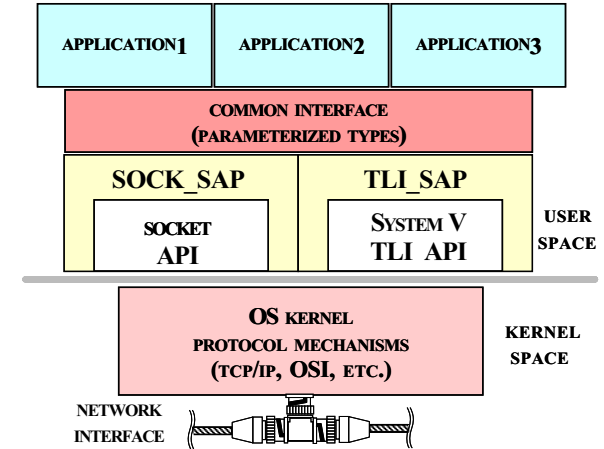 APPLICATION1
APPLICATION2
APPLICATION3
COMMON INTERFACE
(PARAMETERIZED TYPES)
SOCK_SAP
TLI_SAP
SOCKET
API
SYSTEM V
TLI API
USER
SPACE
OS KERNEL
PROTOCOL MECHANISMS
(TCP/IP, OSI, ETC.)
KERNEL
SPACE
NETWORK
INTERFACE